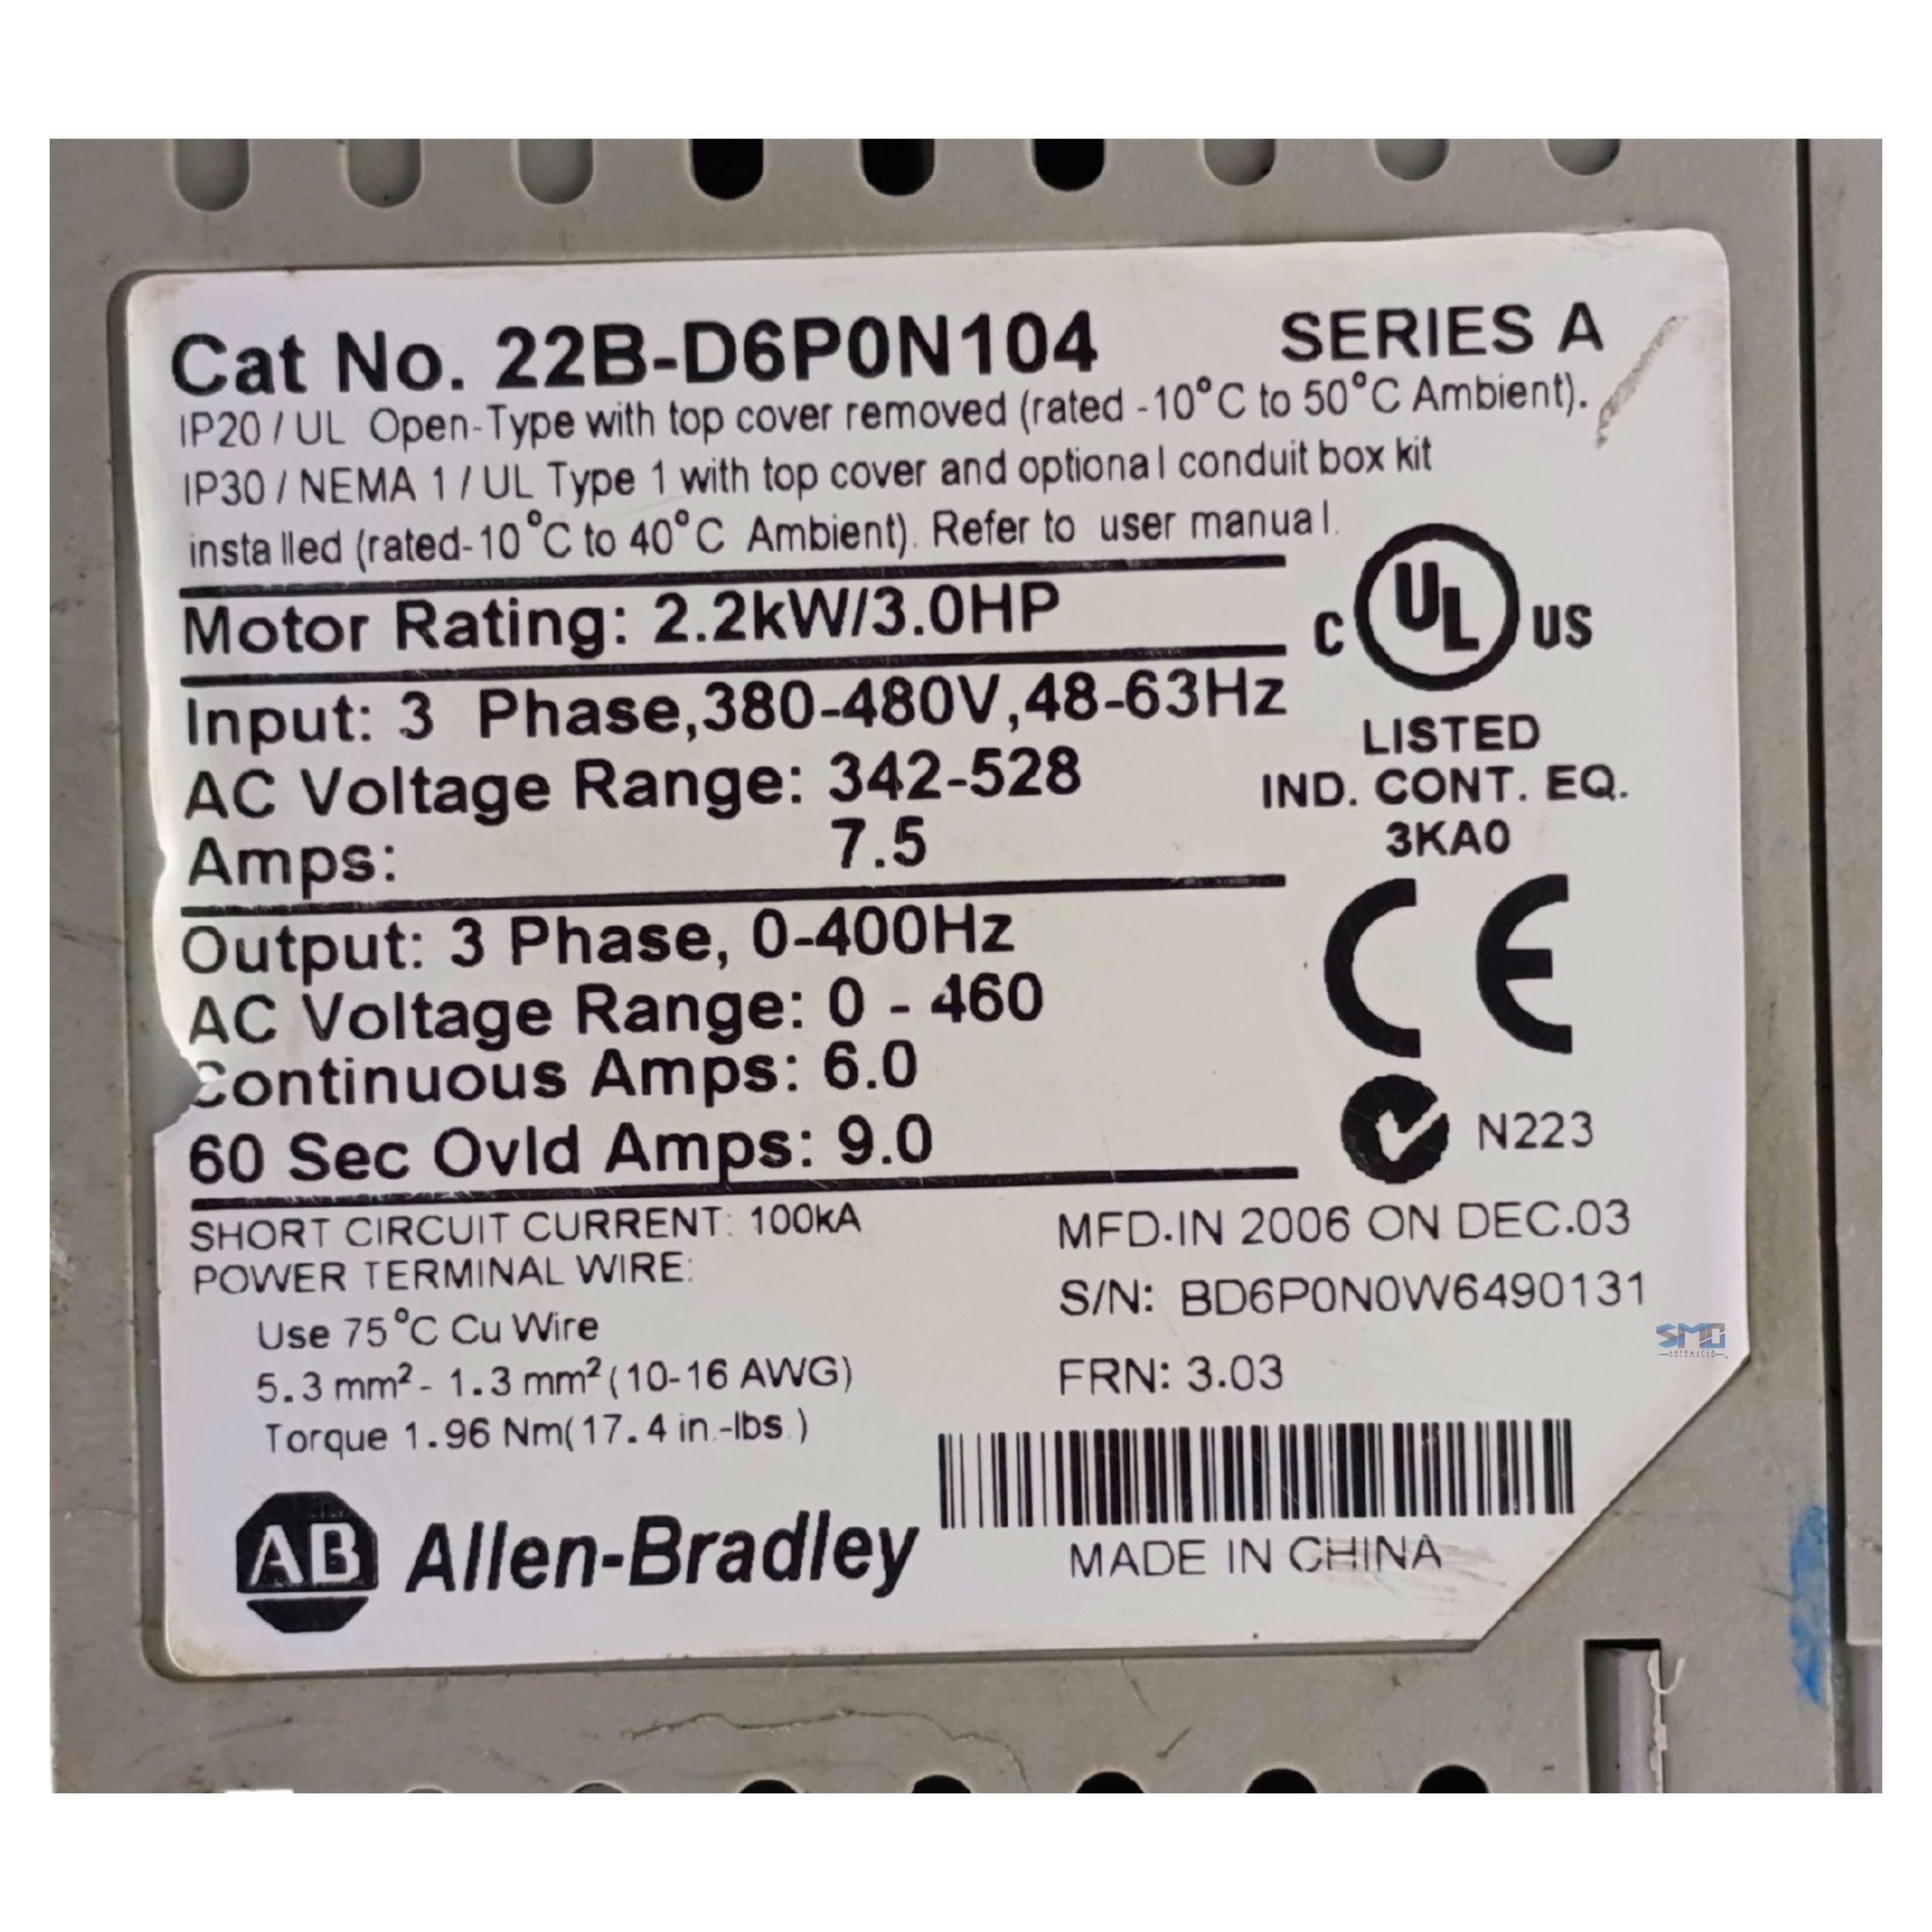 Cat No. 22B-D6P0N104 SERIES A
IP20 / UL Open-Type with top cover removed (rated -10°C to 50°C Ambient).
IP30 / NEMA 1 / UL Type 1 with top cover and optional conduit box kit
installed (rated-10°C to 40°C Ambient). Refer to user manual.
Motor Rating: 2.2kW/3.0HP
C UL US
Input: 3 Phase,380-480V,48-63Hz
AC Voltage Range: 342-528
Amps: 7.5
LISTED
IND. CONT. EQ.
3KA0
Output: 3 Phase, 0-400Hz
AC Voltage Range: 0 - 460
Continuous Amps: 6.0
60 Sec Ovld Amps: 9.0
CE
N223
SHORT CIRCUIT CURRENT: 100kA
POWER TERMINAL WIRE:
Use 75°C Cu Wire
5.3 mm² - 1.3 mm² (10-16 AWG)
Torque 1.96 Nm(17.4 in.-lbs.)
MFD.IN 2006 ON DEC.03
S/N: BD6P0N0W6490131
FRN: 3.03
SMO
AUTOMAÇÃO
AB Allen-Bradley
MADE IN CHINA